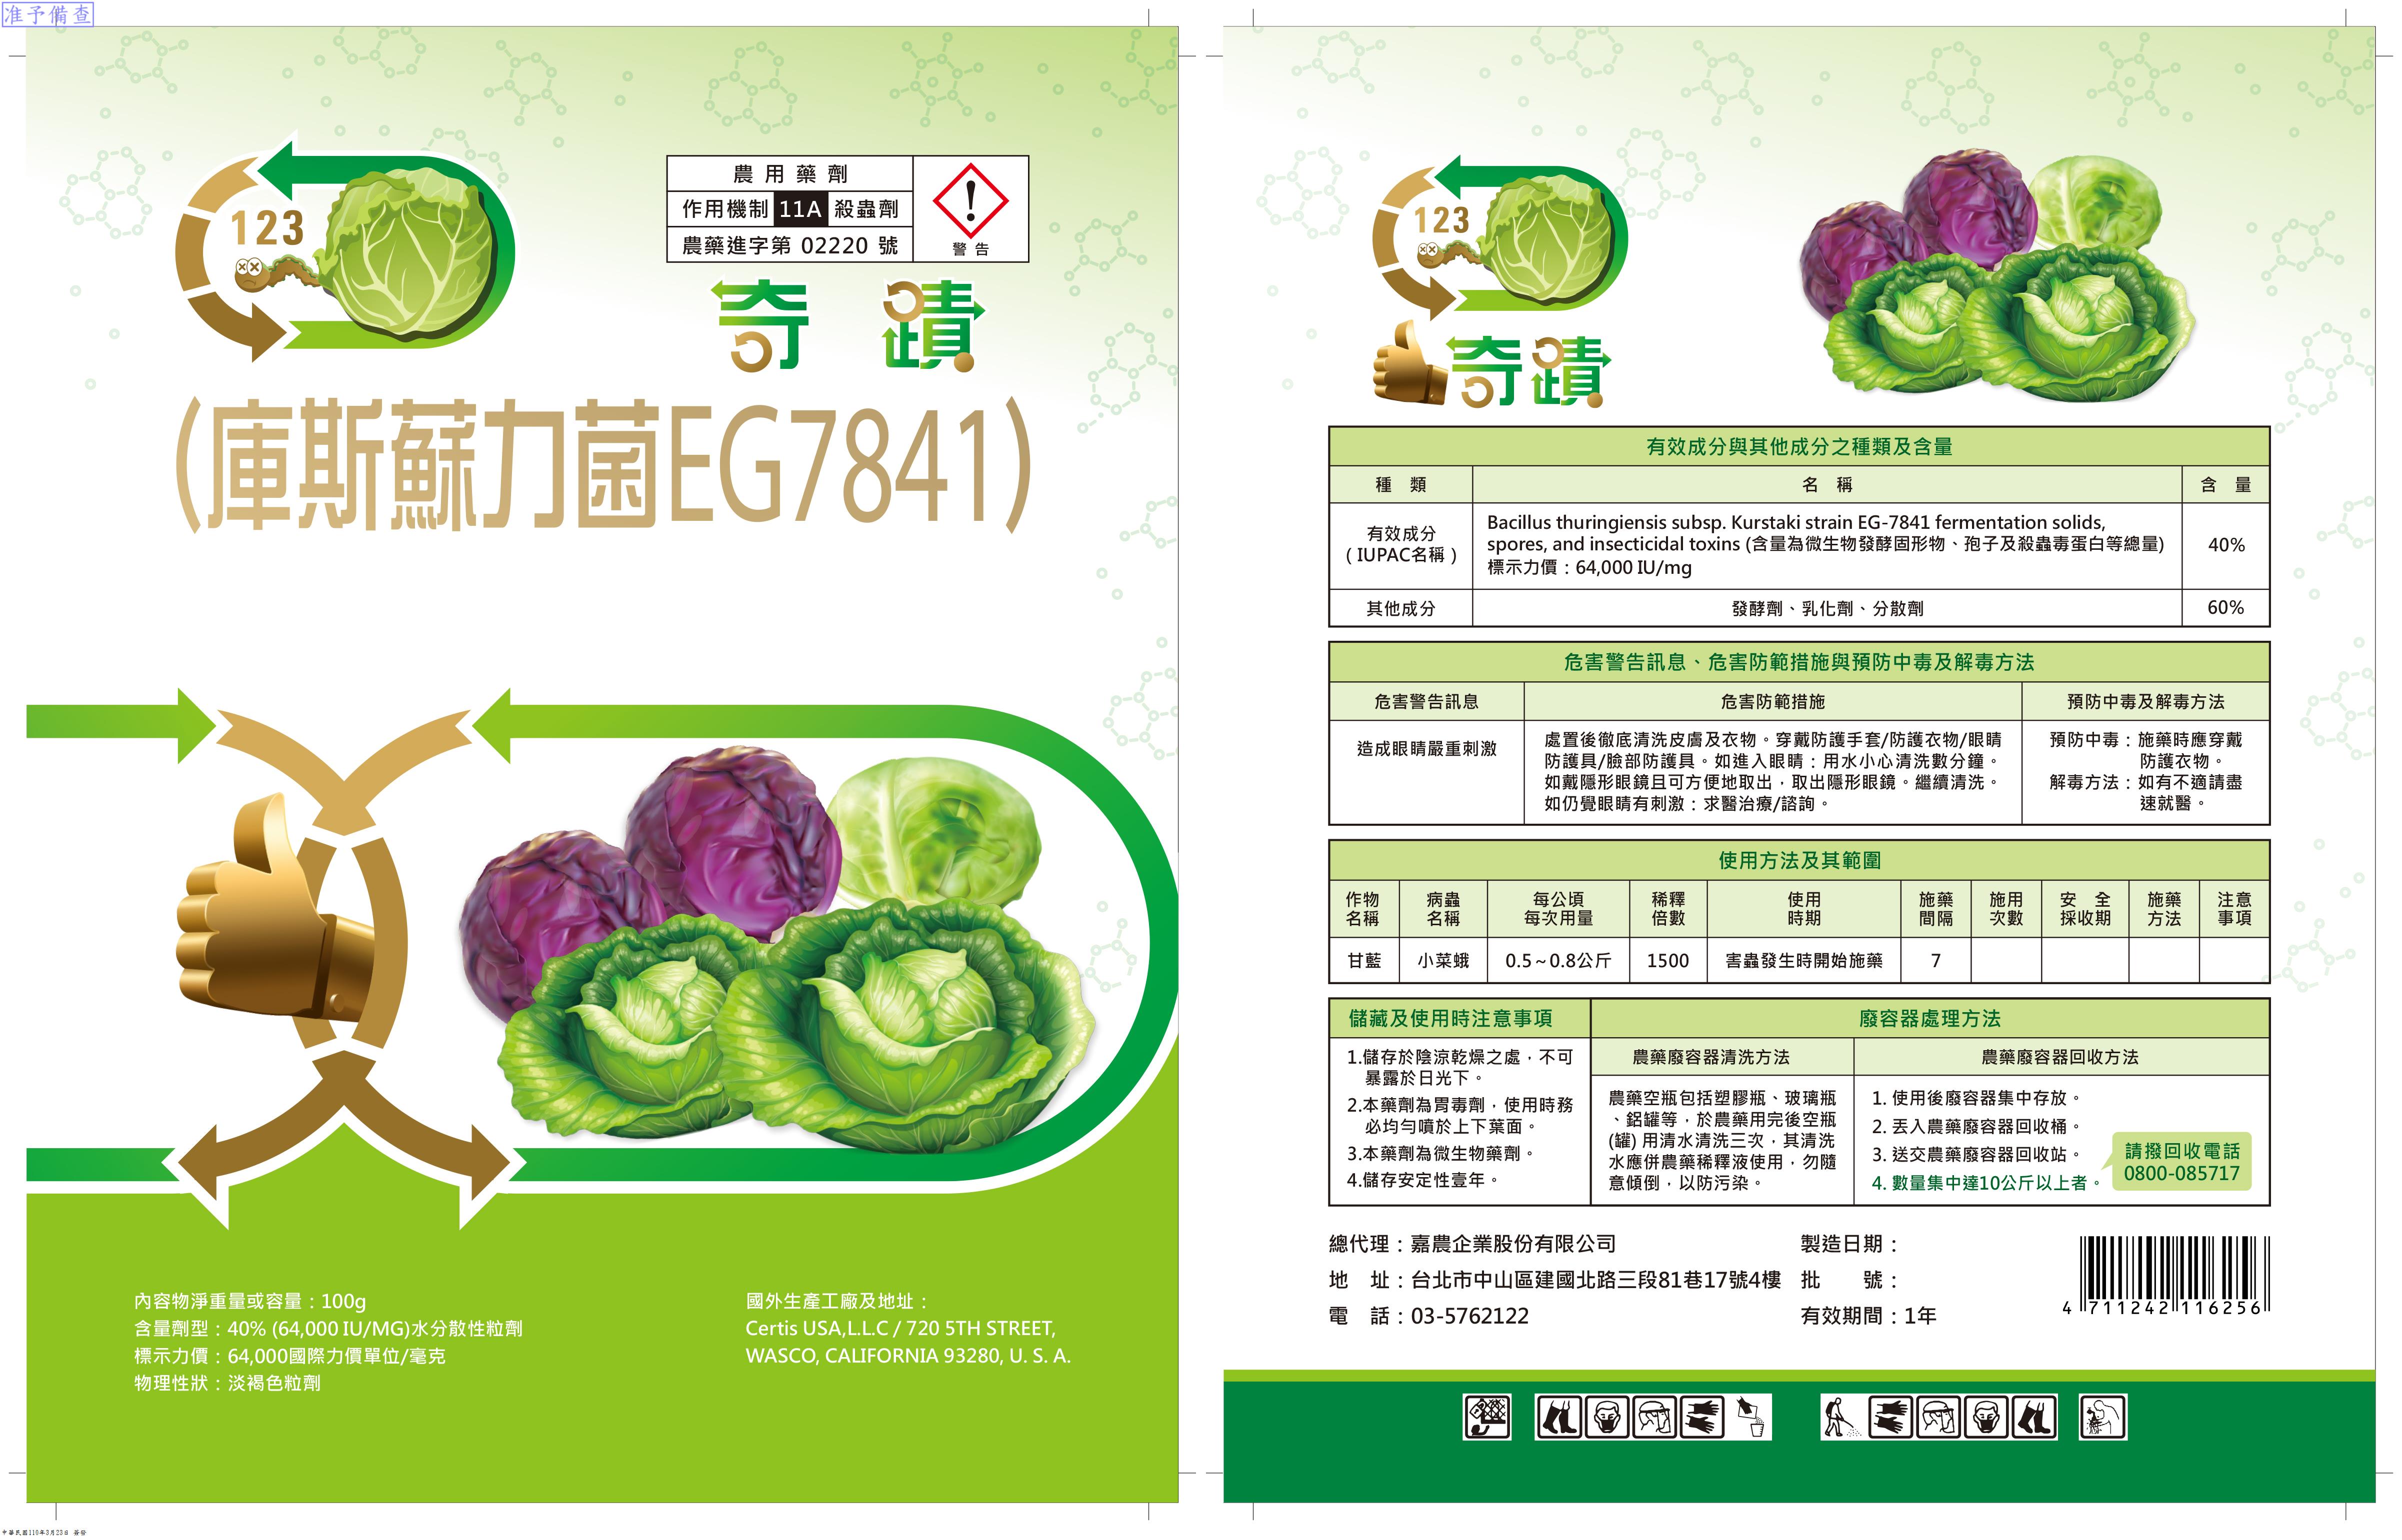 准予備查
123
農用藥劑
作用機制 11A 殺蟲劑
農藥進字第 02220 號
警告
奇蹟
(庫斯蘇力菌EG7841)
內容物淨重量或容量：100g
含量劑型：40% (64,000 IU/MG)水分散性粒劑
標示力價：64,000國際力價單位/毫克
物理性狀：淡褐色粒劑
國外生產工廠及地址：
Certis USA,L.L.C / 720 5TH STREET,
WASCO, CALIFORNIA 93280, U. S. A.
中華民國110年3月23日 簽發
123
奇蹟
有效成分與其他成分之種類及含量
種 類 名 稱 含 量
有效成分
( IUPAC名稱 )
Bacillus thuringiensis subsp. Kurstaki strain EG-7841 fermentation solids,
spores, and insecticidal toxins (含量為微生物發酵固形物、孢子及殺蟲毒蛋白等總量)
標示力價：64,000 IU/mg
40%
其他成分 發酵劑、乳化劑、分散劑 60%
危害警告訊息、危害防範措施與預防中毒及解毒方法
危害警告訊息 危害防範措施 預防中毒及解毒方法
造成眼睛嚴重刺激
處置後徹底清洗皮膚及衣物。穿戴防護手套/防護衣物/眼睛
防護具/臉部防護具。如進入眼睛：用水小心清洗數分鐘。
如戴隱形眼鏡且可方便地取出，取出隱形眼鏡。繼續清洗。
如仍覺眼睛有刺激：求醫治療/諮詢。
預防中毒：施藥時應穿戴
防護衣物。
解毒方法：如有不適請盡
速就醫。
使用方法及其範圍
作物名稱 病蟲名稱 每公頃每次用量 稀釋倍數 使用時期 施藥間隔 施用次數 安全採收期 施藥方法 注意事項
甘藍 小菜蛾 0.5～0.8公斤 1500 害蟲發生時開始施藥 7
儲藏及使用時注意事項
1.儲存於陰涼乾燥之處，不可
暴露於日光下。
2.本藥劑為胃毒劑，使用時務
必均勻噴於上下葉面。
3.本藥劑為微生物藥劑。
4.儲存安定性壹年。
廢容器處理方法
農藥廢容器清洗方法
農藥空瓶包括塑膠瓶、玻璃瓶
、鋁罐等，於農藥用完後空瓶
(罐) 用清水清洗三次，其清洗
水應併農藥稀釋液使用，勿隨
意傾倒，以防污染。
農藥廢容器回收方法
1. 使用後廢容器集中存放。
2. 丟入農藥廢容器回收桶。
3. 送交農藥廢容器回收站。
4. 數量集中達10公斤以上者。
請撥回收電話
0800-085717
總代理：嘉農企業股份有限公司
地 址：台北市中山區建國北路三段81巷17號4樓
電 話：03-5762122
製造日期：
批 號：
有效期間：1年
4 711242 116256